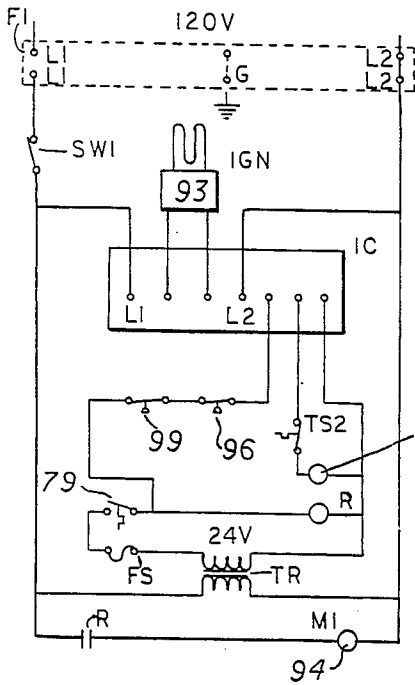 F1
120V
L1
L2
L1
L2
G
SW1
IGN
93
IC
L1
L2
99
96
TS2
79
R
24V
FS
TR
R
M1
94